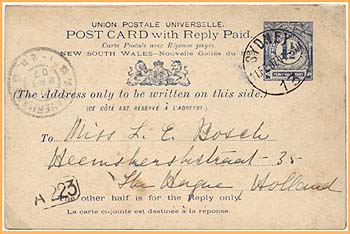 UNION POSTALE UNIVERSELLE.
POST CARD with Reply Paid.
Carte Postale avec Réponse payée.
NEW SOUTH WALES–Nouvelle Galles du
SYDNEY
13
(The Address only to be written on this side.)
(CE CÔTÉ EST RÉSERVÉ À L'ADRESSE).
To Miss L. E. Bosch
Heemskerkstraat 35
The Hague, Holland
A 23
The other half is for the Reply only.
La carte ci-jointe est destinée à la réponse.